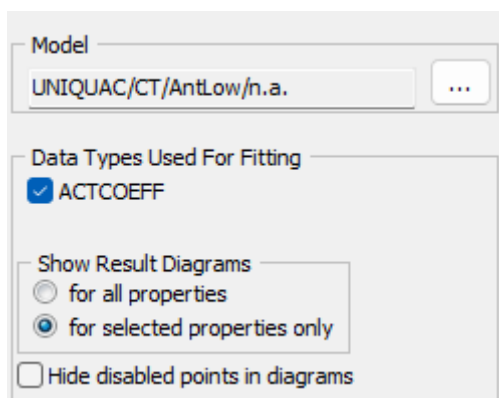 Model
UNIQUAC/CT/AntLow/n.a.
...
Data Types Used For Fitting
ACTCOEFF
Show Result Diagrams
for all properties
for selected properties only
Hide disabled points in diagrams